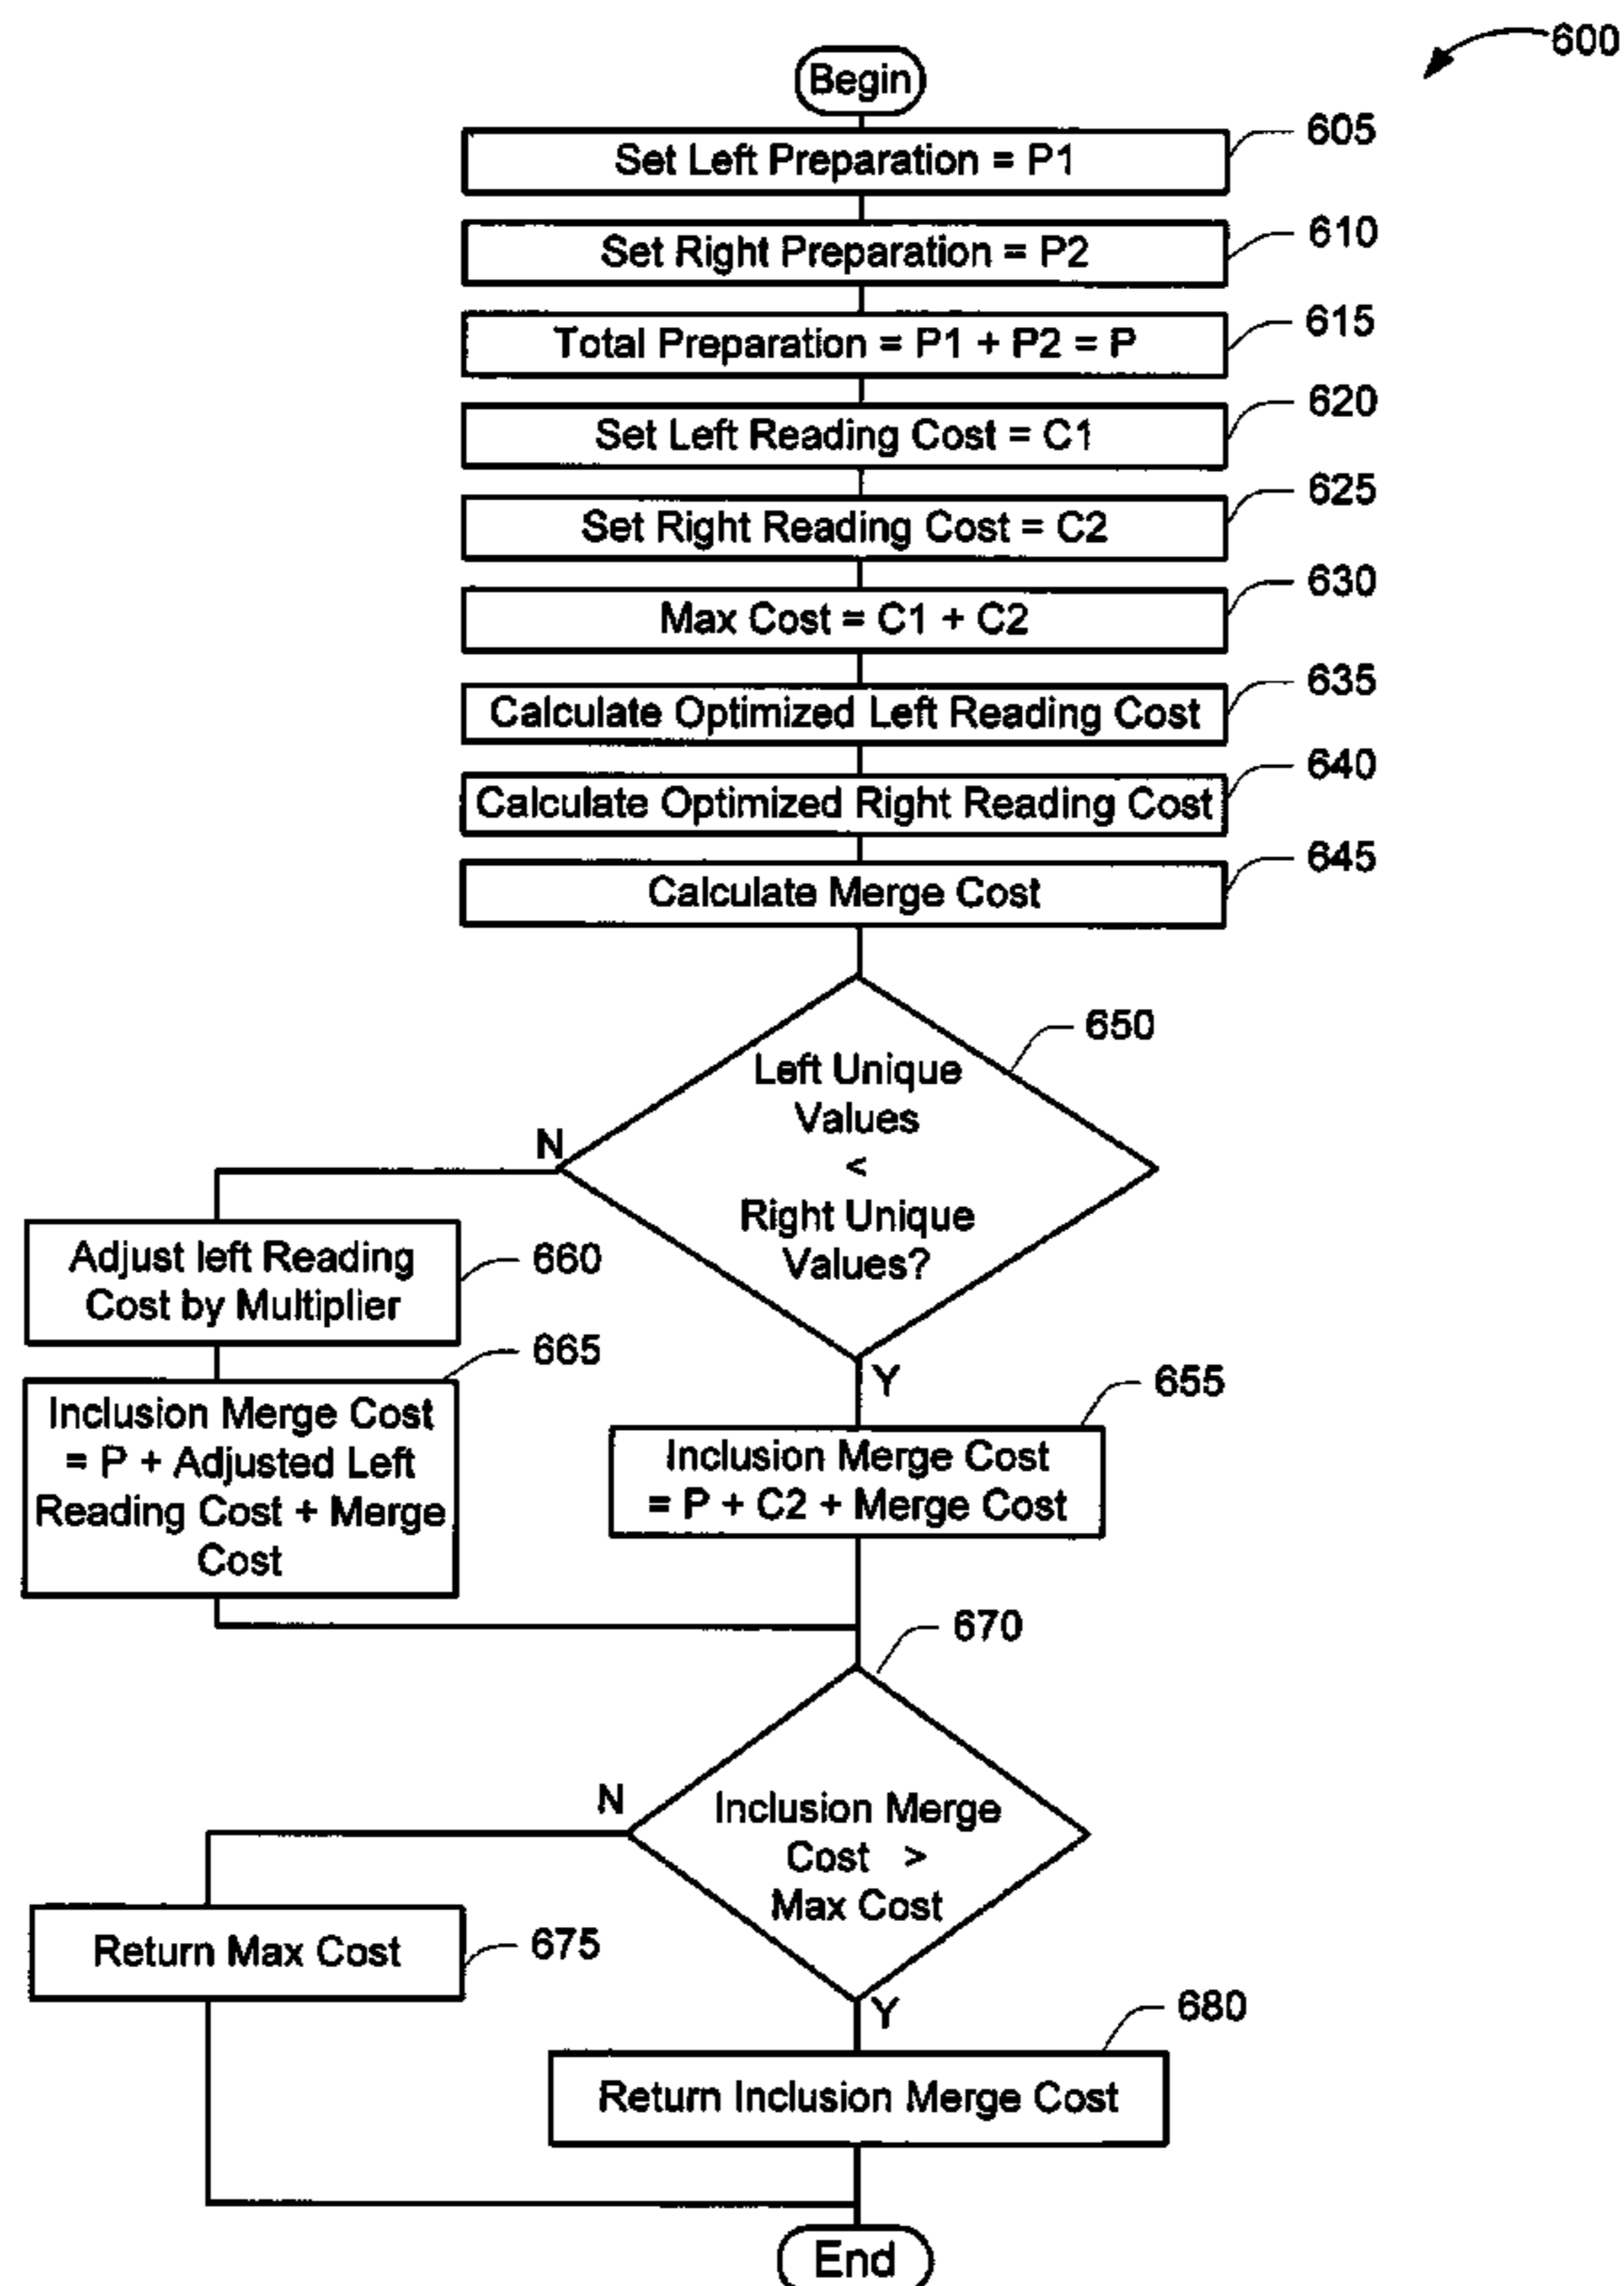 600
Begin
Set Left Preparation = P1
605
Set Right Preparation = P2
610
Total Preparation = P1 + P2 = P
615
Set Left Reading Cost = C1
620
Set Right Reading Cost = C2
625
Max Cost = C1 + C2
630
Calculate Optimized Left Reading Cost
635
Calculate Optimized Right Reading Cost
640
Calculate Merge Cost
645
Left Unique
Values
<
Right Unique
Values?
650
N
Y
Adjust left Reading
Cost by Multiplier
660
Inclusion Merge Cost
= P + Adjusted Left
Reading Cost + Merge
Cost
665
Inclusion Merge Cost
= P + C2 + Merge Cost
655
Inclusion Merge
Cost >
Max Cost
670
N
Y
Return Max Cost
675
Return Inclusion Merge Cost
680
End